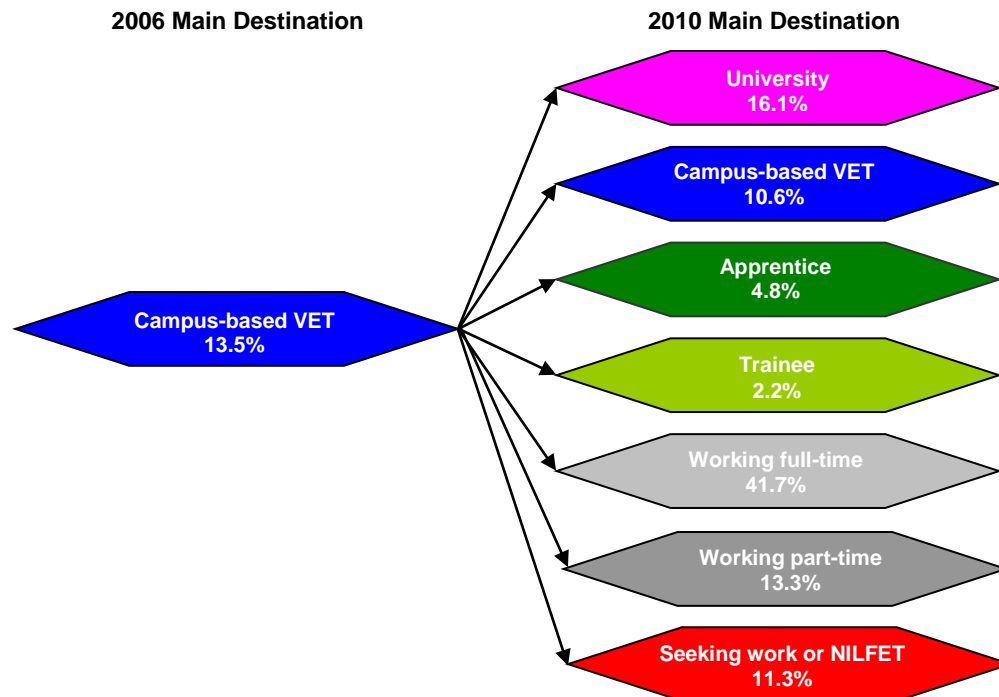 2006 Main Destination
2010 Main Destination
University
16.1%
Campus-based VET
10.6%
Apprentice
4.8%
Campus-based VET
13.5%
Trainee
2.2%
Working full-time
41.7%
Working part-time
13.3%
Seeking work or NILFET
11.3%